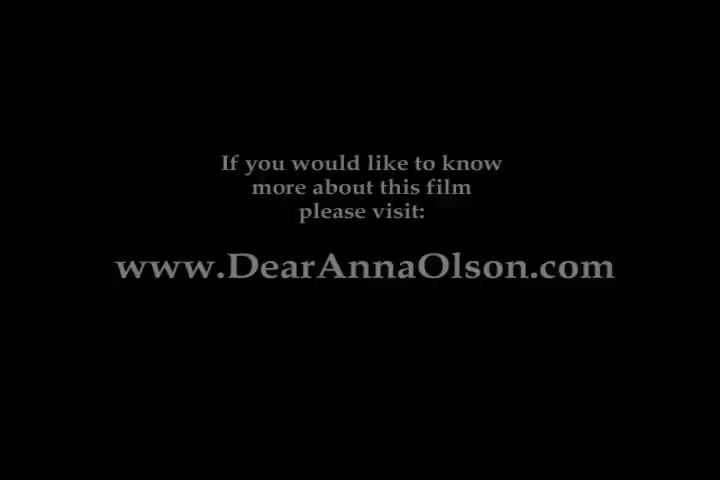 If you would like to know
more about this film
please visit:
www.DearAnnaOlson.com